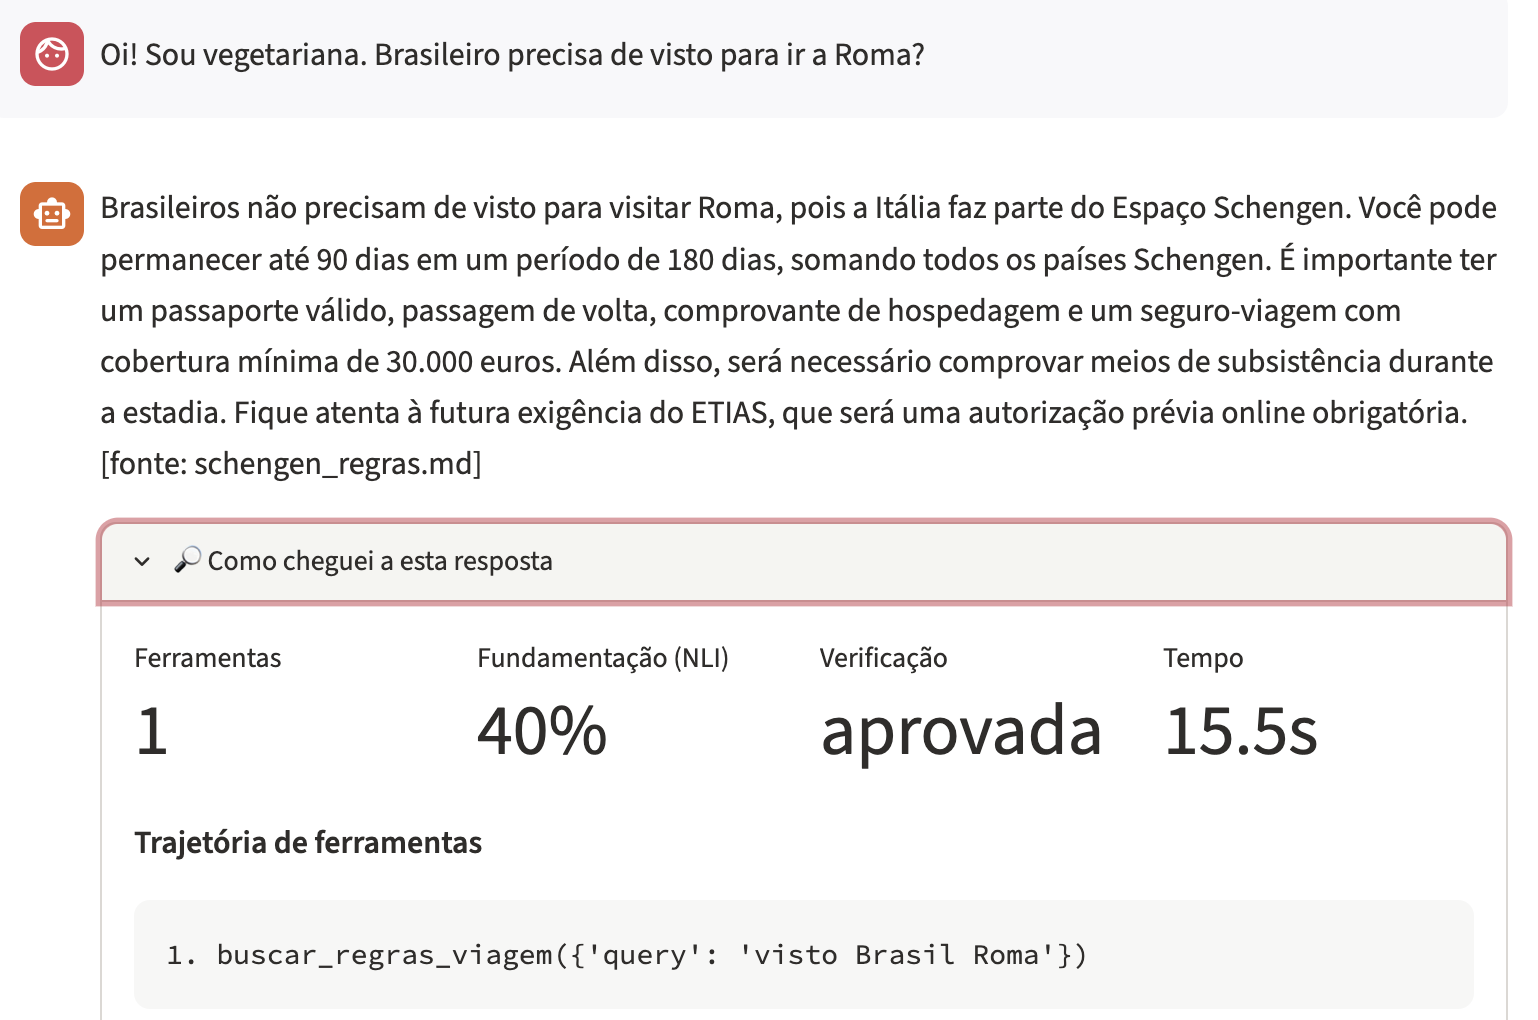 Oi! Sou vegetariana. Brasileiro precisa de visto para ir a Roma?
Brasileiros não precisam de visto para visitar Roma, pois a Itália faz parte do Espaço Schengen. Você pode
permanecer até 90 dias em um período de 180 dias, somando todos os países Schengen. É importante ter
um passaporte válido, passagem de volta, comprovante de hospedagem e um seguro-viagem com
cobertura mínima de 30.000 euros. Além disso, será necessário comprovar meios de subsistência durante
a estadia. Fique atenta à futura exigência do ETIAS, que será uma autorização prévia online obrigatória.
[fonte: schengen_regras.md]
🔎 Como cheguei a esta resposta
Ferramentas Fundamentação (NLI) Verificação Tempo
1 40% aprovada 15.5s
Trajetória de ferramentas
1. buscar_regras_viagem({'query': 'visto Brasil Roma'})